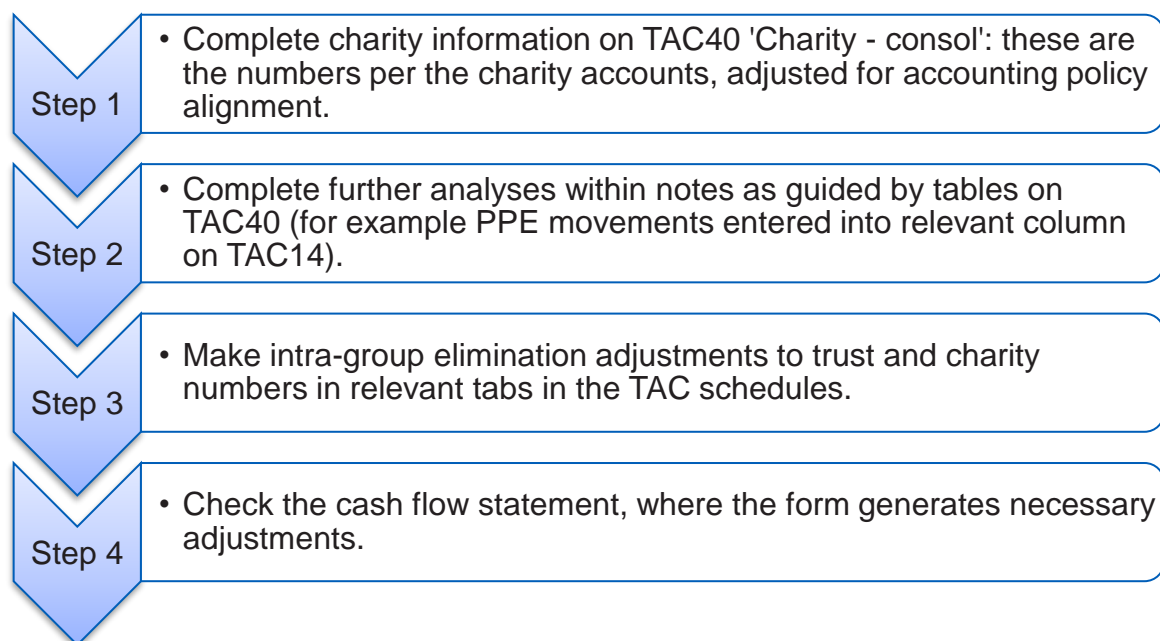 Step 1
• Complete charity information on TAC40 'Charity - consol': these are
the numbers per the charity accounts, adjusted for accounting policy
alignment.
Step 2
• Complete further analyses within notes as guided by tables on
TAC40 (for example PPE movements entered into relevant column
on TAC14).
Step 3
• Make intra-group elimination adjustments to trust and charity
numbers in relevant tabs in the TAC schedules.
Step 4
• Check the cash flow statement, where the form generates necessary
adjustments.